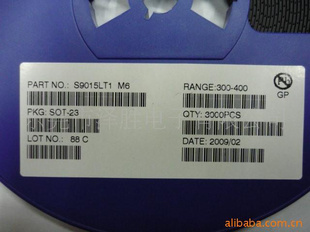 PART NO.: S9015LT1 M6
RANGE:300-400
GP
PKG: SOT-23
QTY: 3000PCS
LOT NO.: 88 C
DATE: 2009/02
alibaba.com.cn